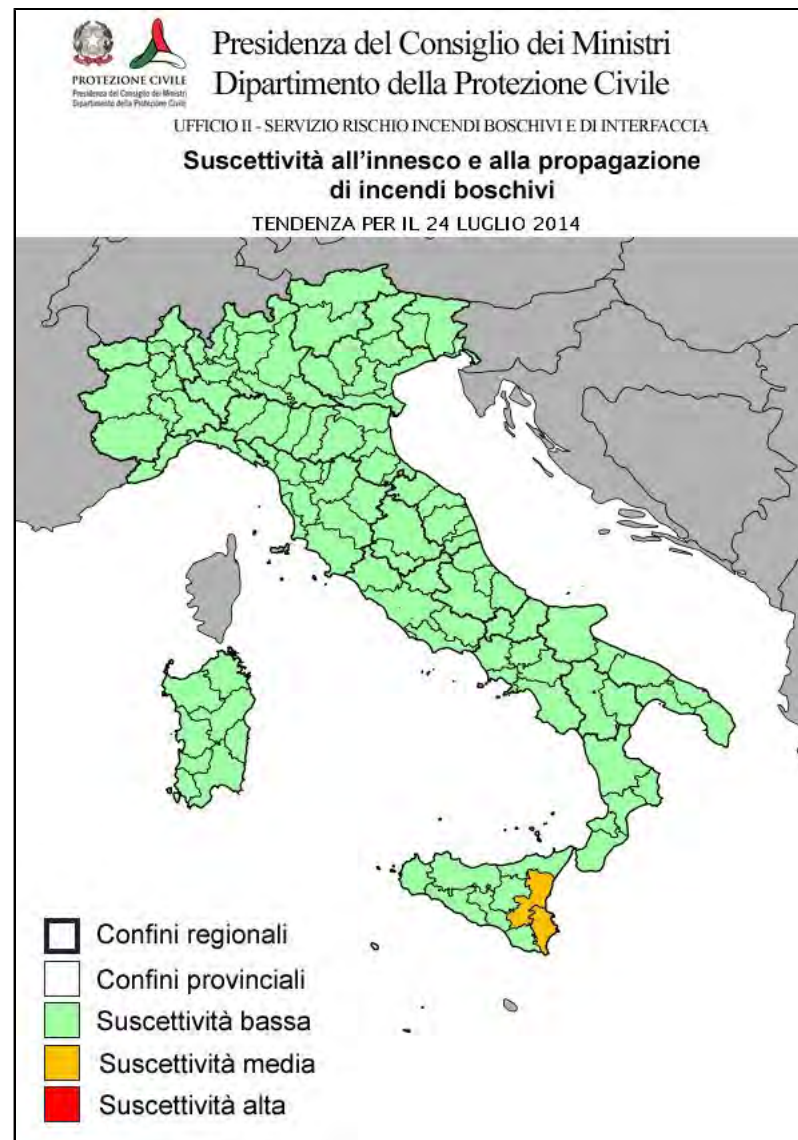 PROTEZIONE CIVILE
Presidenza del Consiglio dei Ministri
Dipartimento della Protezione Civile
Presidenza del Consiglio dei Ministri
Dipartimento della Protezione Civile
UFFICIO II - SERVIZIO RISCHIO INCENDI BOSCHIVI E DI INTERFACCIA
Suscettività all'innesco e alla propagazione
di incendi boschivi
TENDENZA PER IL 24 LUGLIO 2014
Confini regionali
Confini provinciali
Suscettività bassa
Suscettività media
Suscettività alta